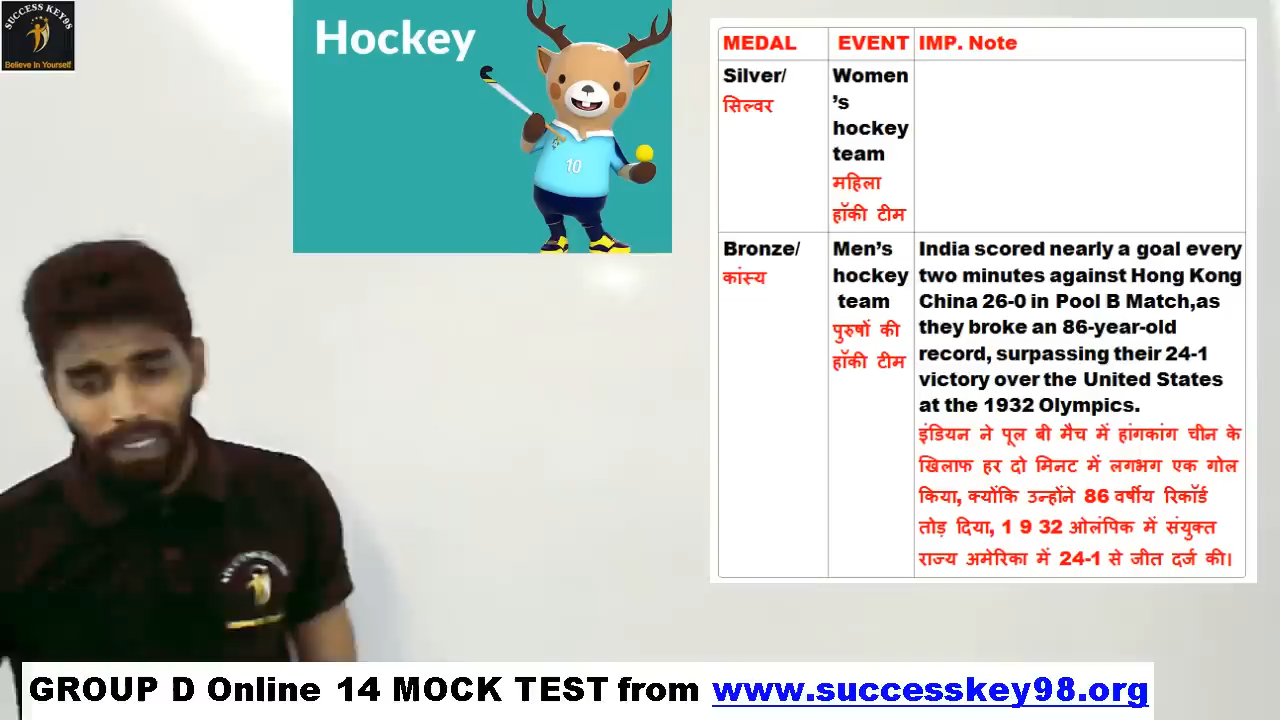 SUCCESS KEY98
Believe In Yourself
Hockey
10
MEDAL EVENT IMP. Note
Silver/
सिल्वर
Women
’s
hockey
team
महिला
हॉकी टीम
Bronze/
कांस्य
Men’s
hockey
team
पुरुषों की
हॉकी टीम
India scored nearly a goal every
two minutes against Hong Kong
China 26-0 in Pool B Match,as
they broke an 86-year-old
record, surpassing their 24-1
victory over the United States
at the 1932 Olympics.
इंडियन ने पूल बी मैच में हांगकांग चीन के
खिलाफ हर दो मिनट में लगभग एक गोल
किया, क्योंकि उन्होंने 86 वर्षीय रिकॉर्ड
तोड़ दिया, 1 9 32 ओलंपिक में संयुक्त
राज्य अमेरिका में 24-1 से जीत दर्ज की।
GROUP D Online 14 MOCK TEST from www.successkey98.org